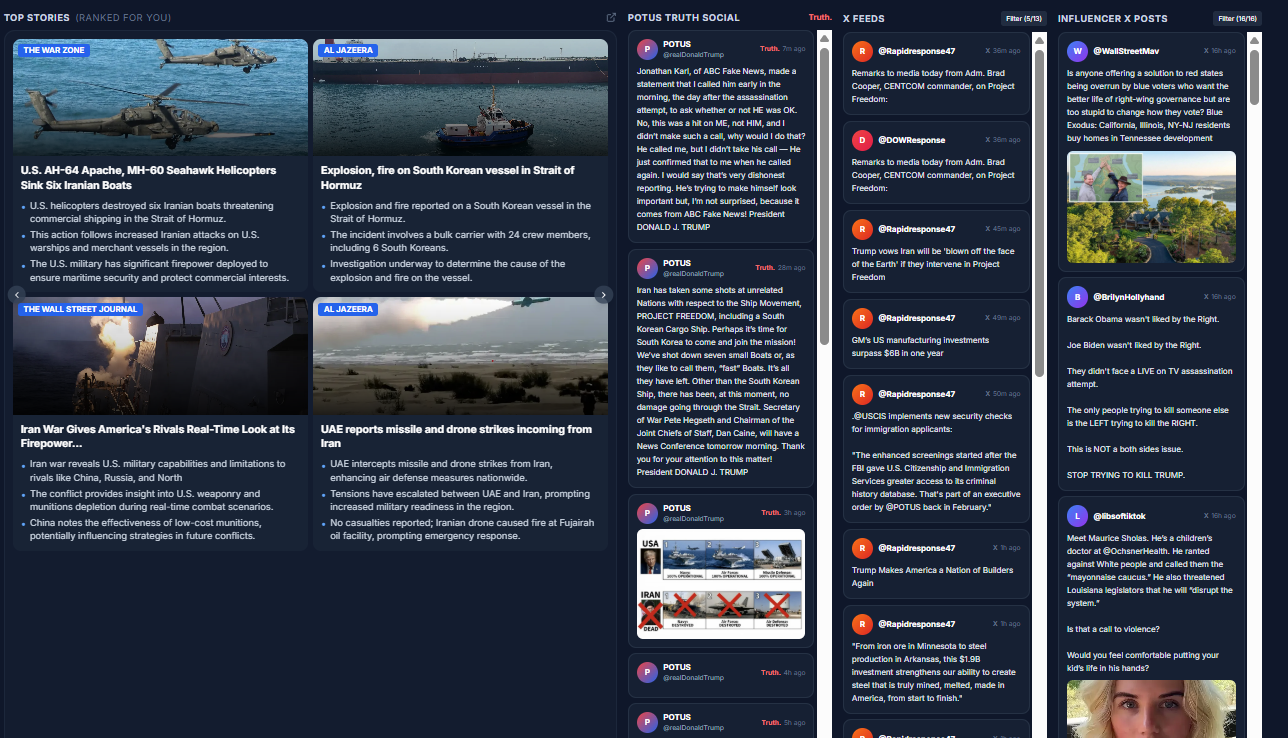 TOP STORIES (RANKED FOR YOU)
THE WAR ZONE
U.S. AH-64 Apache, MH-60 Seahawk Helicopters
Sink Six Iranian Boats
• U.S. helicopters destroyed six Iranian boats threatening
commercial shipping in the Strait of Hormuz.
• This action follows increased Iranian attacks on U.S.
warships and merchant vessels in the region.
• The U.S. military has significant firepower deployed to
ensure maritime security and protect commercial interests.
AL JAZEERA
Explosion, fire on South Korean vessel in Strait of
Hormuz
• Explosion and fire reported on a South Korean vessel in the
Strait of Hormuz.
• The incident involves a bulk carrier with 24 crew members,
including 6 South Koreans.
• Investigation underway to determine the cause of the
explosion and fire on the vessel.
THE WALL STREET JOURNAL
Iran War Gives America's Rivals Real-Time Look at Its
Firepower...
• Iran war reveals U.S. military capabilities and limitations to
rivals like China, Russia, and North
• The conflict provides insight into U.S. weaponry and
munitions depletion during real-time combat scenarios.
• China notes the effectiveness of low-cost munitions,
potentially influencing strategies in future conflicts.
AL JAZEERA
UAE reports missile and drone strikes incoming from
Iran
• UAE intercepts missile and drone strikes from Iran,
enhancing air defense measures nationwide.
• Tensions have escalated between UAE and Iran, prompting
increased military readiness in the region.
• No casualties reported; Iranian drone caused fire at Fujairah
oil facility, prompting emergency response.
POTUS TRUTH SOCIAL Truth.
P POTUS Truth. 7m ago
@realDonaldTrump
Jonathan Karl, of ABC Fake News, made a
statement that I called him early in the
morning, the day after the assassination
attempt, to ask whether or not HE was OK.
No, this was a hit on ME, not HIM, and I
didn't make such a call, why would I do that?
He called me, but I didn't take his call — He
just confirmed that to me when he called
again. I would say that's very dishonest
reporting. He's trying to make himself look
important but, I'm not surprised, because it
comes from ABC Fake News! President
DONALD J. TRUMP
P POTUS Truth. 28m ago
@realDonaldTrump
Iran has taken some shots at unrelated
Nations with respect to the Ship Movement,
PROJECT FREEDOM, including a South
Korean Cargo Ship. Perhaps it's time for
South Korea to come and join the mission!
We've shot down seven small Boats or, as
they like to call them, "fast" Boats. It's all
they have left. Other than the South Korean
Ship, there has been, at this moment, no
damage going through the Strait. Secretary
of War Pete Hegseth and Chairman of the
Joint Chiefs of Staff, Dan Caine, will have a
News Conference tomorrow morning. Thank
you for your attention to this matter!
President DONALD J. TRUMP
P POTUS Truth. 3h ago
@realDonaldTrump
USA 1 2 3
Navy: Air Force: Missile Defense:
100% OPERATIONAL 100% OPERATIONAL 100% OPERATIONAL
IRAN 1 2 3
DEAD Navy: Air Force: Air Defense:
DESTROYED DESTROYED DESTROYED
P POTUS Truth. 4h ago
@realDonaldTrump
P POTUS Truth. 5h ago
@realDonaldTrump
X FEEDS Filter (5/13)
R @Rapidresponse47 X 36m ago
Remarks to media today from Adm. Brad
Cooper, CENTCOM commander, on Project
Freedom:
D @DOWResponse X 36m ago
Remarks to media today from Adm. Brad
Cooper, CENTCOM commander, on Project
Freedom:
R @Rapidresponse47 X 45m ago
Trump vows Iran will be 'blown off the face
of the Earth' if they intervene in Project
Freedom
R @Rapidresponse47 X 49m ago
GM's US manufacturing investments
surpass $6B in one year
R @Rapidresponse47 X 50m ago
.@USCIS implements new security checks
for immigration applicants:
"The enhanced screenings started after the
FBI gave U.S. Citizenship and Immigration
Services greater access to its criminal
history database. That's part of an executive
order by @POTUS back in February."
R @Rapidresponse47 X 1h ago
Trump Makes America a Nation of Builders
Again
R @Rapidresponse47 X 1h ago
"From iron ore in Minnesota to steel
production in Arkansas, this $1.9B
investment strengthens our ability to create
steel that is truly mined, melted, made in
America, from start to finish."
@Rapidresponse47 X 1h ago
INFLUENCER X POSTS Filter (16/16)
W @WallStreetMav X 16h ago
Is anyone offering a solution to red states
being overrun by blue voters who want the
better life of right-wing governance but are
too stupid to change how they vote? Blue
Exodus: California, Illinois, NY-NJ residents
buy homes in Tennessee development
B @BrilynHollyhand X 16h ago
Barack Obama wasn't liked by the Right.
Joe Biden wasn't liked by the Right.
They didn't face a LIVE on TV assassination
attempt.
The only people trying to kill someone else
is the LEFT trying to kill the RIGHT.
This is NOT a both sides issue.
STOP TRYING TO KILL TRUMP.
L @libsoftiktok X 16h ago
Meet Maurice Sholas. He's a children's
doctor at @OchsnerHealth. He ranted
against White people and called them the
"mayonnaise caucus." He also threatened
Louisiana legislators that he will "disrupt the
system."
Is that a call to violence?
Would you feel comfortable putting your
kid's life in his hands?